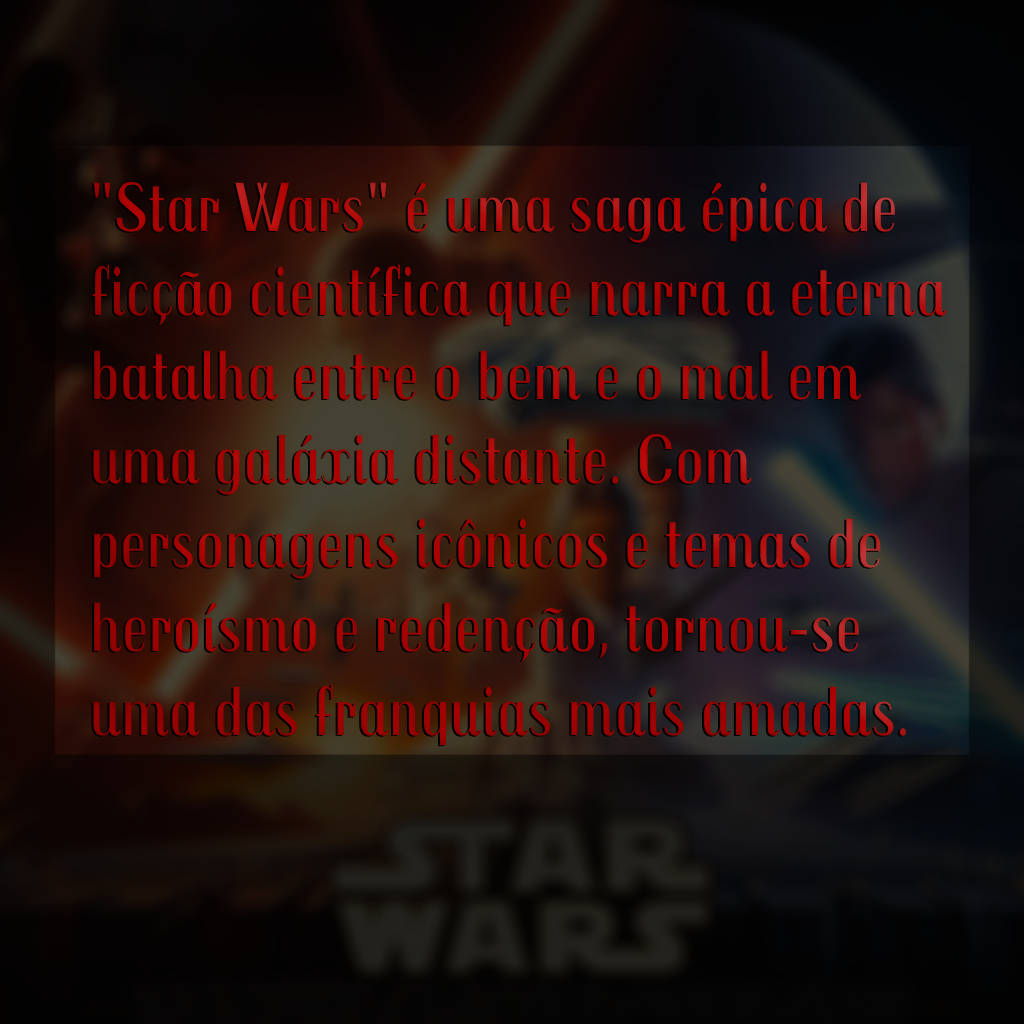 "Star Wars" é uma saga épica de
ficção científica que narra a eterna
batalha entre o bem e o mal em
uma galáxia distante. Com
personagens icônicos e temas de
heroísmo e redenção, tornou-se
uma das franquias mais amadas.
STAR
WARS